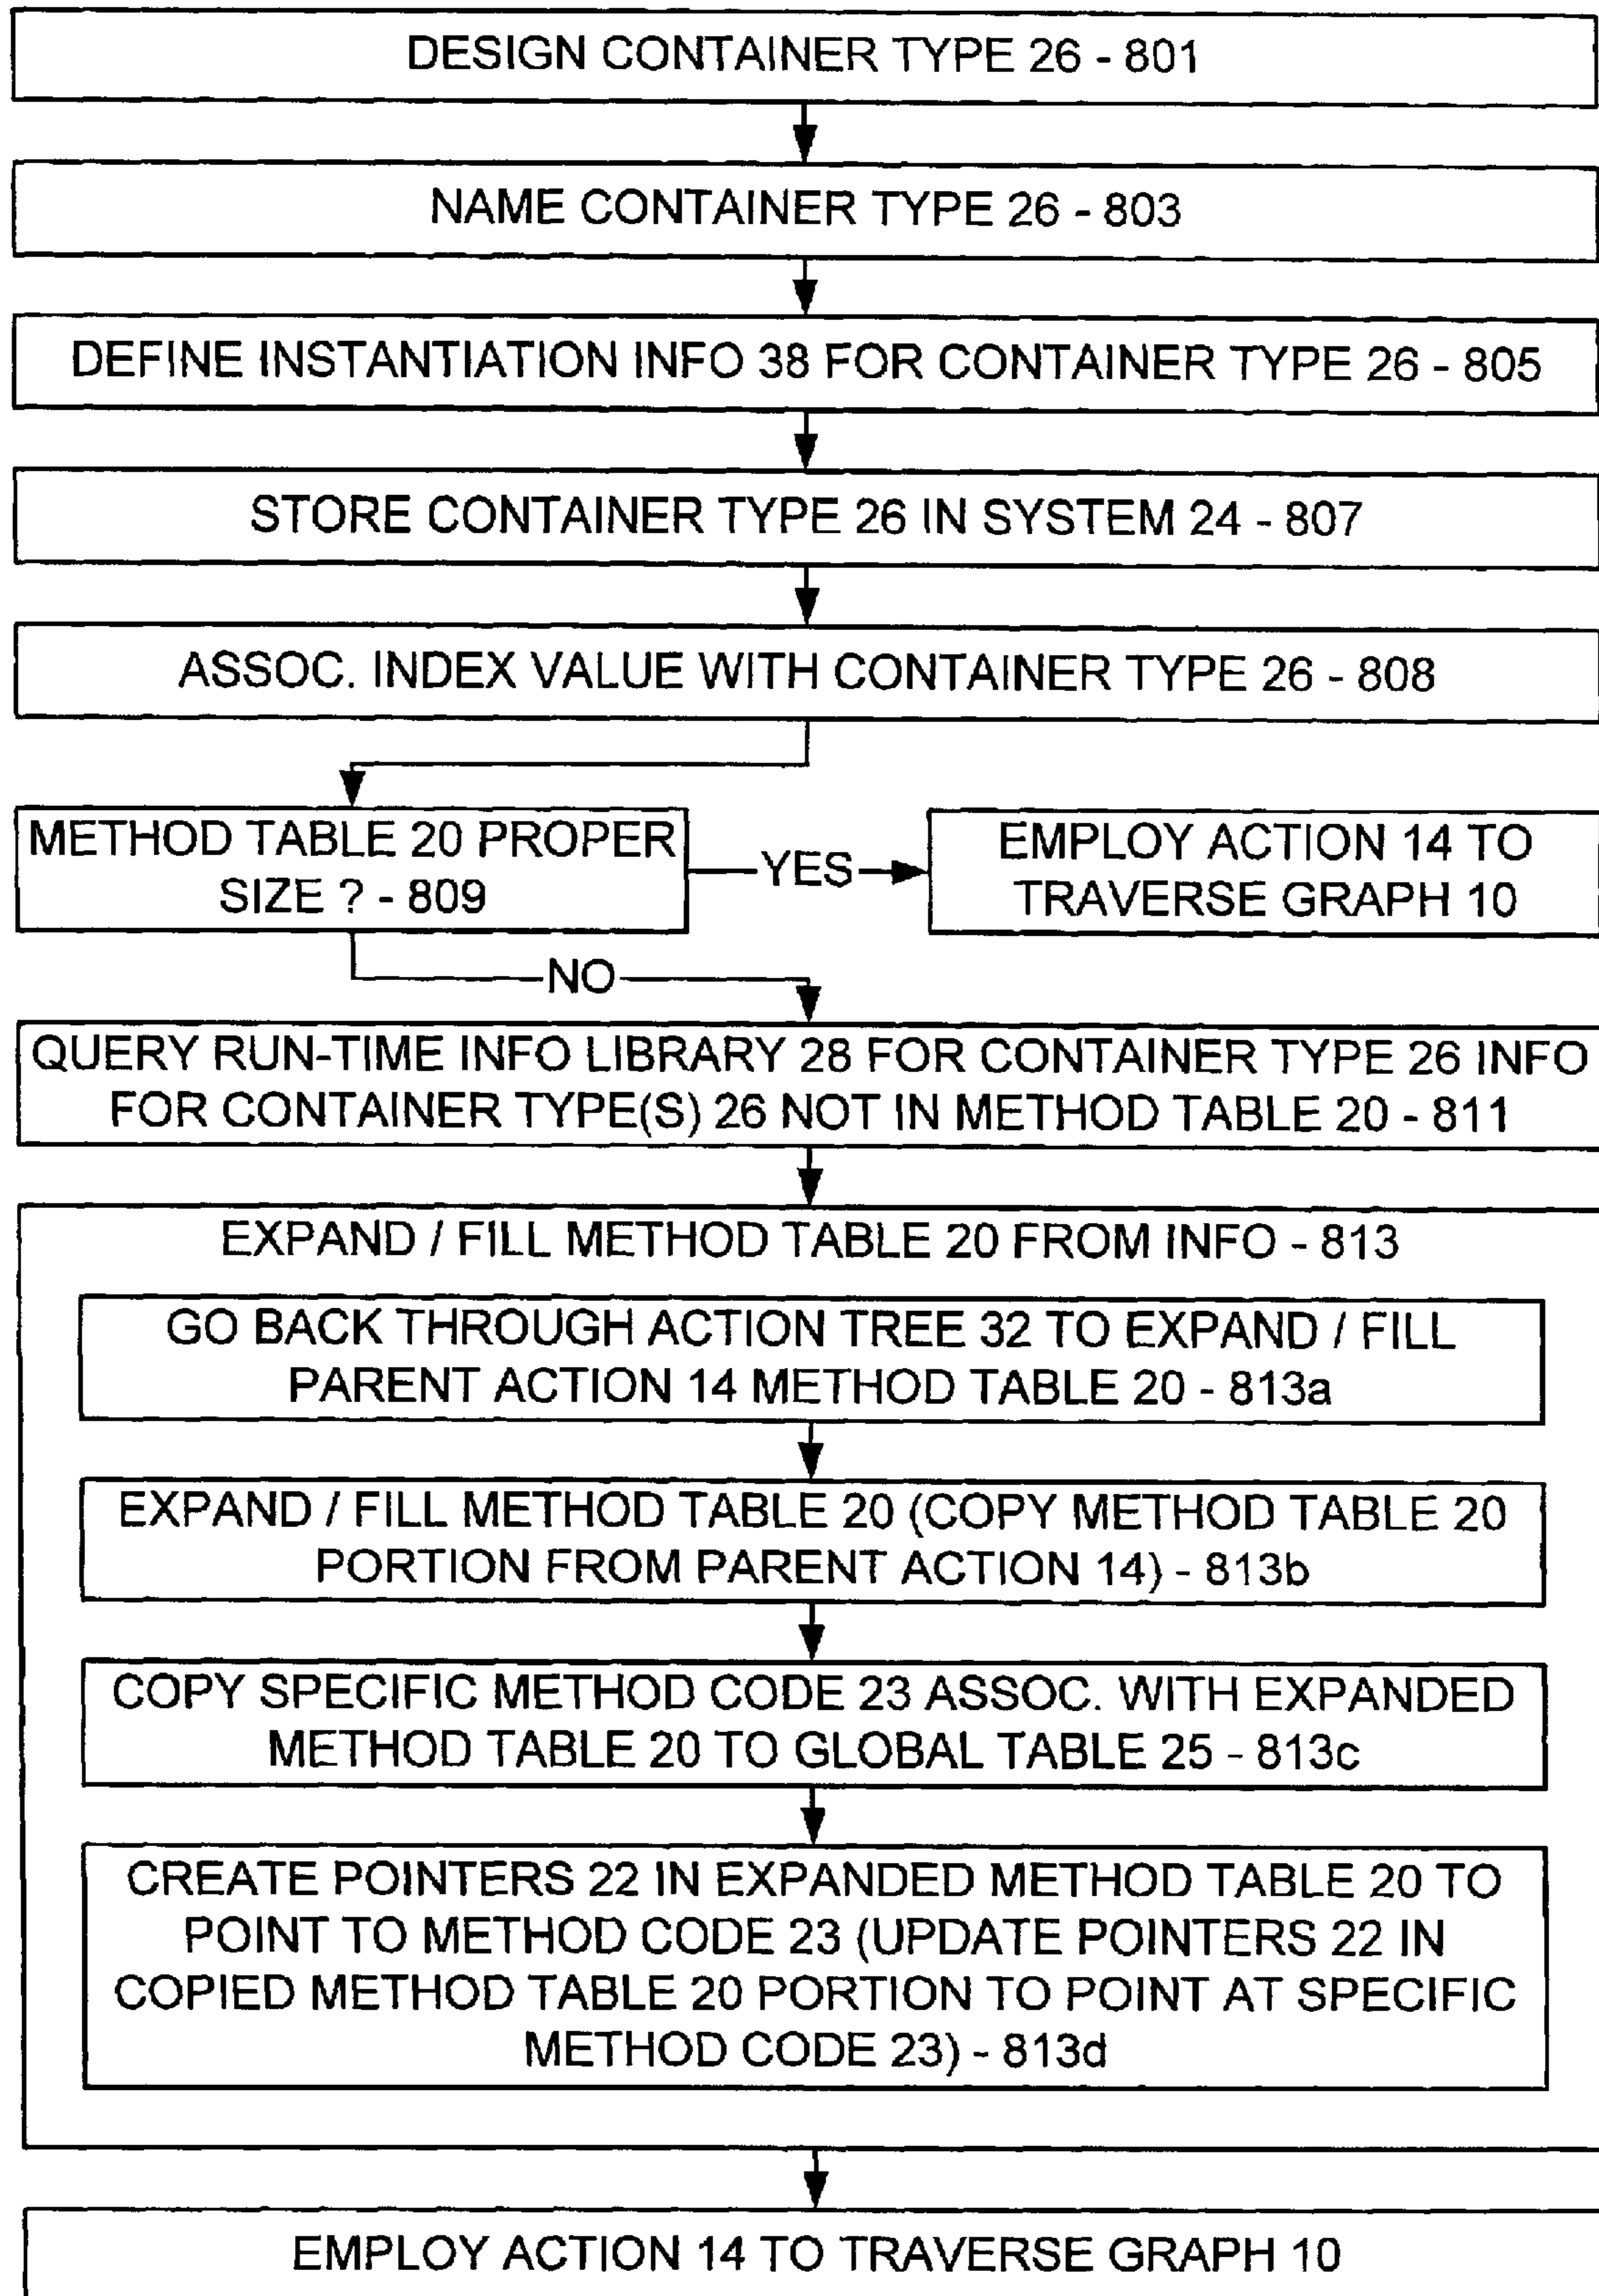 DESIGN CONTAINER TYPE 26 - 801
NAME CONTAINER TYPE 26 - 803
DEFINE INSTANTIATION INFO 38 FOR CONTAINER TYPE 26 - 805
STORE CONTAINER TYPE 26 IN SYSTEM 24 - 807
ASSOC. INDEX VALUE WITH CONTAINER TYPE 26 - 808
METHOD TABLE 20 PROPER
SIZE ? - 809
YES
EMPLOY ACTION 14 TO
TRAVERSE GRAPH 10
NO
QUERY RUN-TIME INFO LIBRARY 28 FOR CONTAINER TYPE 26 INFO
FOR CONTAINER TYPE(S) 26 NOT IN METHOD TABLE 20 - 811
EXPAND / FILL METHOD TABLE 20 FROM INFO - 813
GO BACK THROUGH ACTION TREE 32 TO EXPAND / FILL
PARENT ACTION 14 METHOD TABLE 20 - 813a
EXPAND / FILL METHOD TABLE 20 (COPY METHOD TABLE 20
PORTION FROM PARENT ACTION 14) - 813b
COPY SPECIFIC METHOD CODE 23 ASSOC. WITH EXPANDED
METHOD TABLE 20 TO GLOBAL TABLE 25 - 813c
CREATE POINTERS 22 IN EXPANDED METHOD TABLE 20 TO
POINT TO METHOD CODE 23 (UPDATE POINTERS 22 IN
COPIED METHOD TABLE 20 PORTION TO POINT AT SPECIFIC
METHOD CODE 23) - 813d
EMPLOY ACTION 14 TO TRAVERSE GRAPH 10